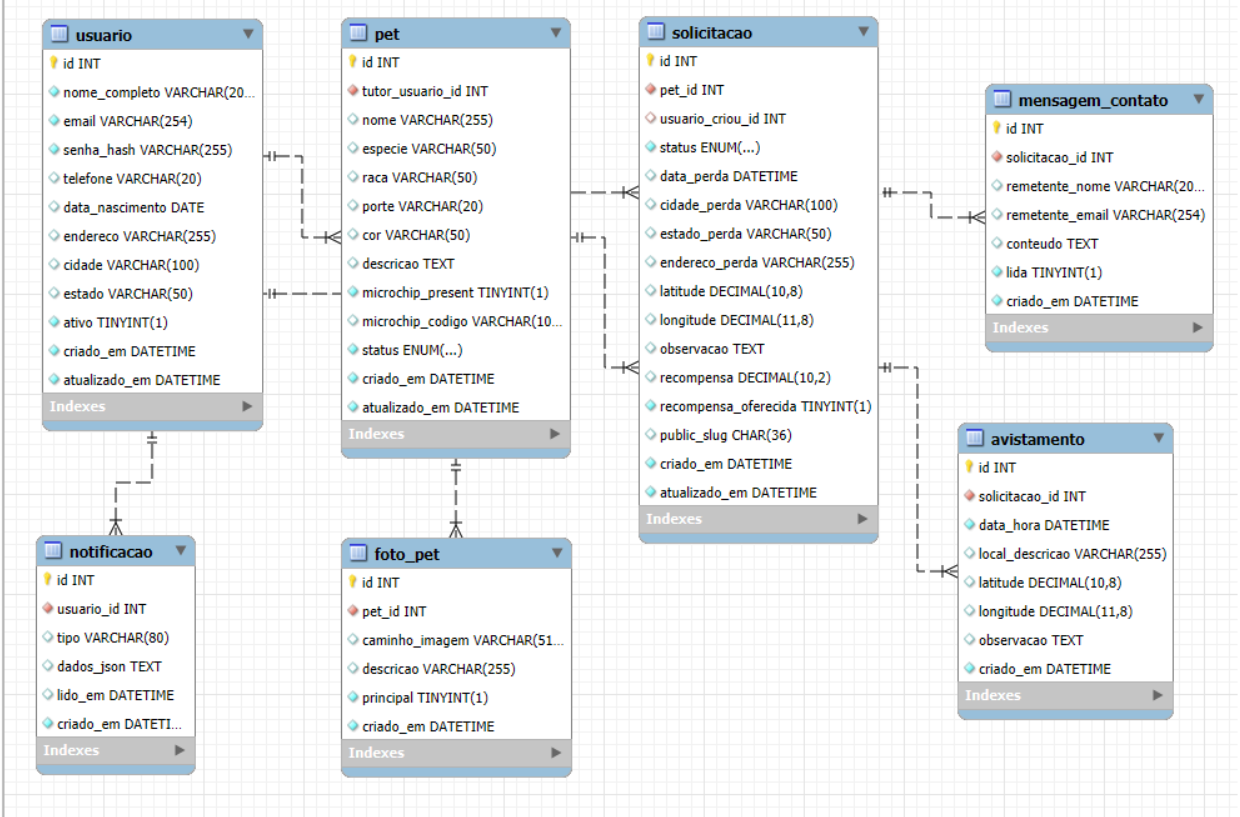 usuario
id INT
nome_completo VARCHAR(20...
email VARCHAR(254)
senha_hash VARCHAR(255)
telefone VARCHAR(20)
data_nascimento DATE
endereco VARCHAR(255)
cidade VARCHAR(100)
estado VARCHAR(50)
ativo TINYINT(1)
criado_em DATETIME
atualizado_em DATETIME
Indexes
pet
id INT
tutor_usuario_id INT
nome VARCHAR(255)
especie VARCHAR(50)
raca VARCHAR(50)
porte VARCHAR(20)
cor VARCHAR(50)
descricao TEXT
microchip_present TINYINT(1)
microchip_codigo VARCHAR(10...
status ENUM(...)
criado_em DATETIME
atualizado_em DATETIME
Indexes
solicitacao
id INT
pet_id INT
usuario_criou_id INT
status ENUM(...)
data_perda DATETIME
cidade_perda VARCHAR(100)
estado_perda VARCHAR(50)
endereco_perda VARCHAR(255)
latitude DECIMAL(10,8)
longitude DECIMAL(11,8)
observacao TEXT
recompensa DECIMAL(10,2)
recompensa_oferecida TINYINT(1)
public_slug CHAR(36)
criado_em DATETIME
atualizado_em DATETIME
Indexes
mensagem_contato
id INT
solicitacao_id INT
remetente_nome VARCHAR(20...
remetente_email VARCHAR(254)
conteudo TEXT
lida TINYINT(1)
criado_em DATETIME
Indexes
avistamento
id INT
solicitacao_id INT
data_hora DATETIME
local_descricao VARCHAR(255)
latitude DECIMAL(10,8)
longitude DECIMAL(11,8)
observacao TEXT
criado_em DATETIME
Indexes
notificacao
id INT
usuario_id INT
tipo VARCHAR(80)
dados_json TEXT
lido_em DATETIME
criado_em DATETI...
Indexes
foto_pet
id INT
pet_id INT
caminho_imagem VARCHAR(51...
descricao VARCHAR(255)
principal TINYINT(1)
criado_em DATETIME
Indexes